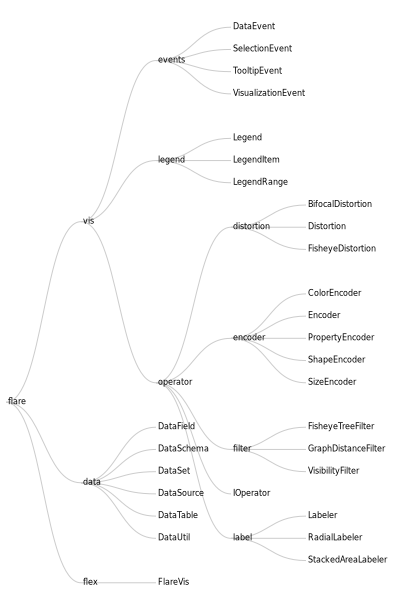 DataEvent
SelectionEvent
events
TooltipEvent
VisualizationEvent
Legend
legend
LegendItem
LegendRange
BifocalDistortion
vis
distortion
Distortion
FisheyeDistortion
ColorEncoder
Encoder
encoder
PropertyEncoder
ShapeEncoder
operator
SizeEncoder
flare
DataField
FisheyeTreeFilter
DataSchema
filter
GraphDistanceFilter
DataSet
VisibilityFilter
data
DataSource
IOperator
DataTable
Labeler
DataUtil
label
RadialLabeler
StackedAreaLabeler
flex
FlareVis